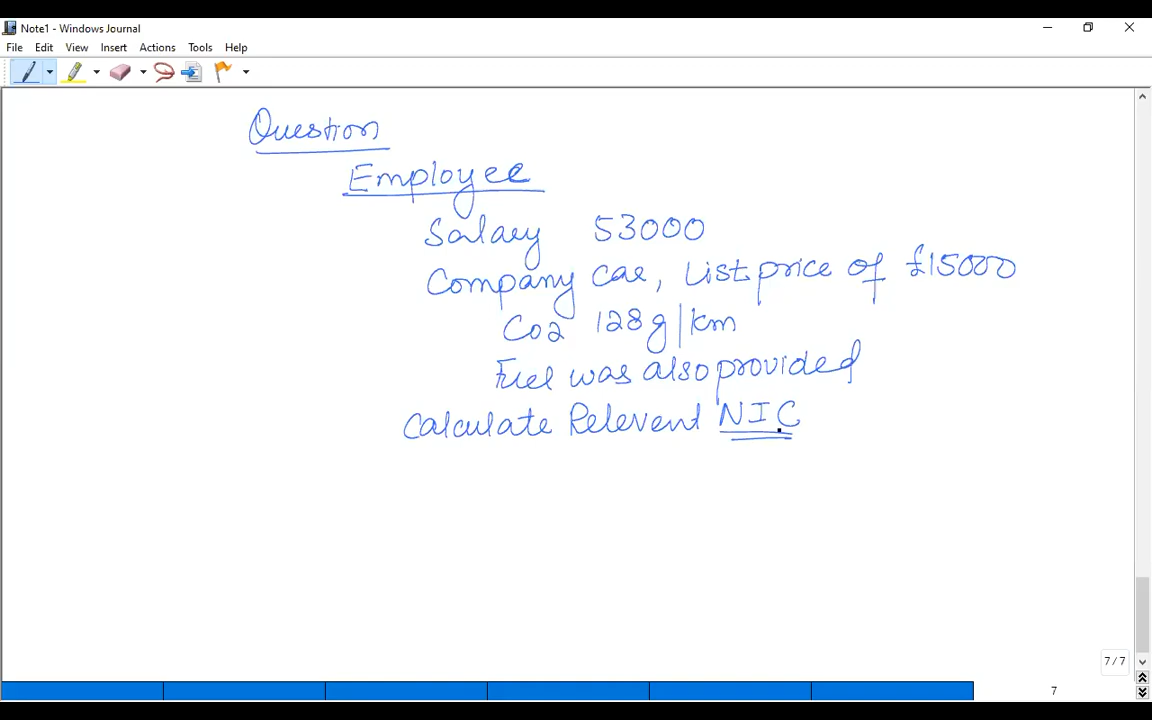 Note1 - Windows Journal
File Edit View Insert Actions Tools Help
Question
Employee
Salary 53000
Company car, List price of £15000
Co2 128g/km
Fuel was also provided
Calculate Relevent NIC
7/7
7